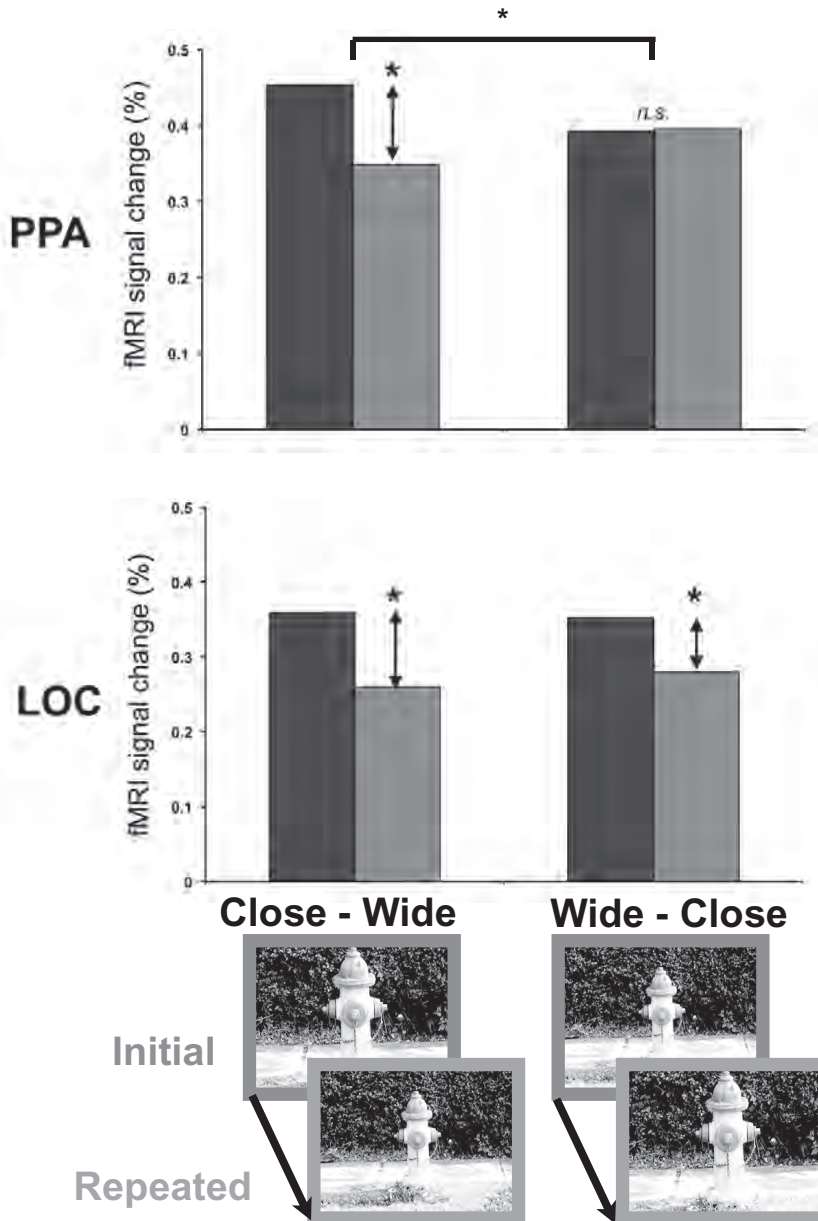 *
fMRI signal change (%)
0.5
0.4
0.3
0.2
0.1
0
PPA
*
n.s.
fMRI signal change (%)
0.5
0.4
0.3
0.2
0.1
0
LOC
*
*
Close - Wide
Wide - Close
Initial
Repeated